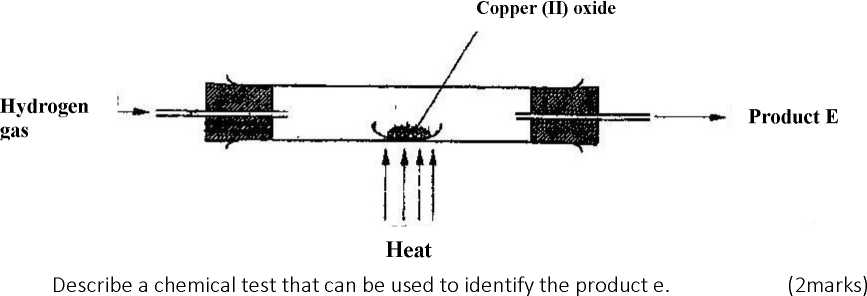 Copper (II) oxide
Hydrogen
gas
Product E
Heat
Describe a chemical test that can be used to identify the product e. (2marks)